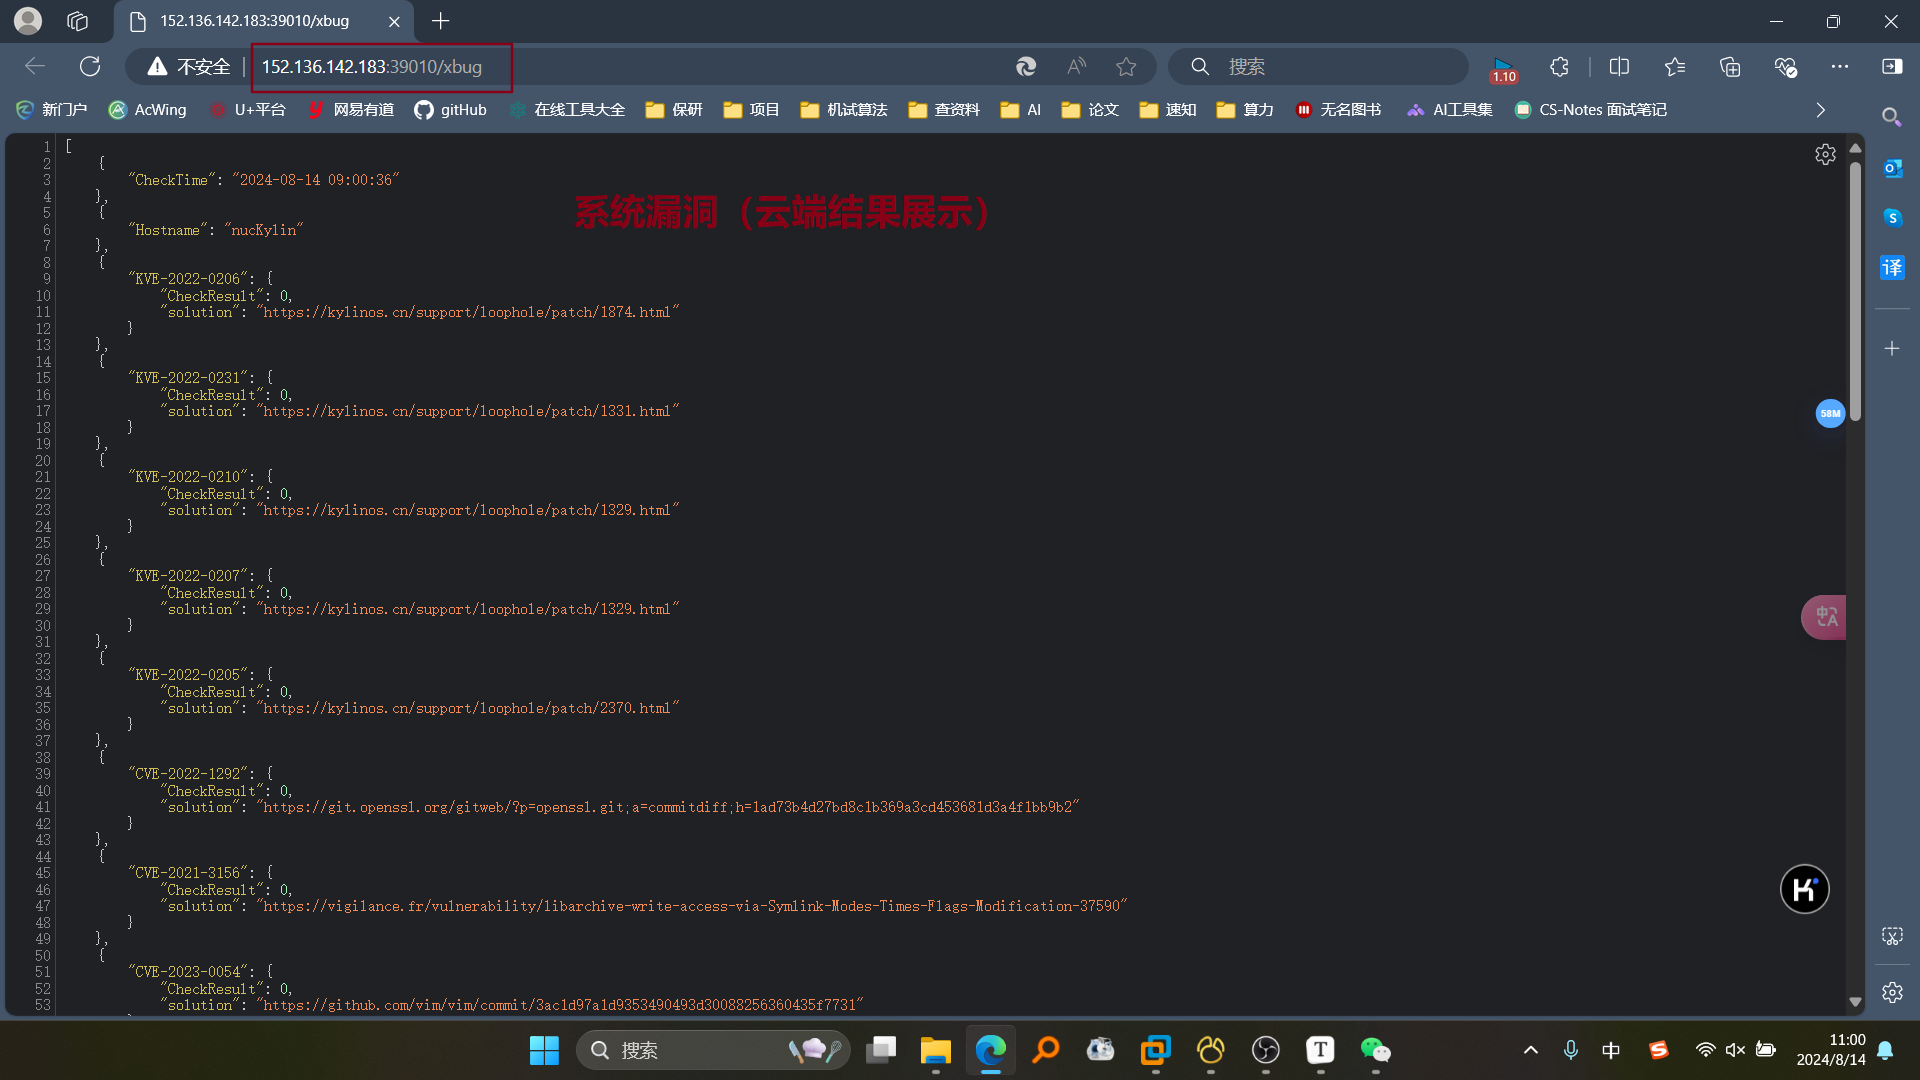 152.136.142.183:39010/xbug
不安全
152.136.142.183:39010/xbug
搜索
1.10
新门户
AcWing
U+平台
网易有道
gitHub
在线工具大全
保研
项目
机试算法
查资料
AI
论文
速知
算力
无名图书
AI工具集
CS-Notes 面试笔记
系统漏洞（云端结果展示）
1 [
2 {
3 "CheckTime": "2024-08-14 09:00:36"
4 },
5 {
6 "Hostname": "nucKylin"
7 },
8 {
9 "KVE-2022-0206": {
10 "CheckResult": 0,
11 "solution": "https://kylinos.cn/support/loophole/patch/1874.html"
12 }
13 },
14 {
15 "KVE-2022-0231": {
16 "CheckResult": 0,
17 "solution": "https://kylinos.cn/support/loophole/patch/1331.html"
18 }
19 },
20 {
21 "KVE-2022-0210": {
22 "CheckResult": 0,
23 "solution": "https://kylinos.cn/support/loophole/patch/1329.html"
24 }
25 },
26 {
27 "KVE-2022-0207": {
28 "CheckResult": 0,
29 "solution": "https://kylinos.cn/support/loophole/patch/1329.html"
30 }
31 },
32 {
33 "KVE-2022-0205": {
34 "CheckResult": 0,
35 "solution": "https://kylinos.cn/support/loophole/patch/2370.html"
36 }
37 },
38 {
39 "CVE-2022-1292": {
40 "CheckResult": 0,
41 "solution": "https://git.openssl.org/gitweb/?p=openssl.git;a=commitdiff;h=1ad73b4d27bd8c1b369a3cd453681d3a4f1bb9b2"
42 }
43 },
44 {
45 "CVE-2021-3156": {
46 "CheckResult": 0,
47 "solution": "https://vigilance.fr/vulnerability/libarchive-write-access-via-Symlink-Modes-Times-Flags-Modification-37590"
48 }
49 },
50 {
51 "CVE-2023-0054": {
52 "CheckResult": 0,
53 "solution": "https://github.com/vim/vim/commit/3ac1d97a1d9353490493d30088256360435f7731"
译
58M
搜索
中
11:00
2024/8/14